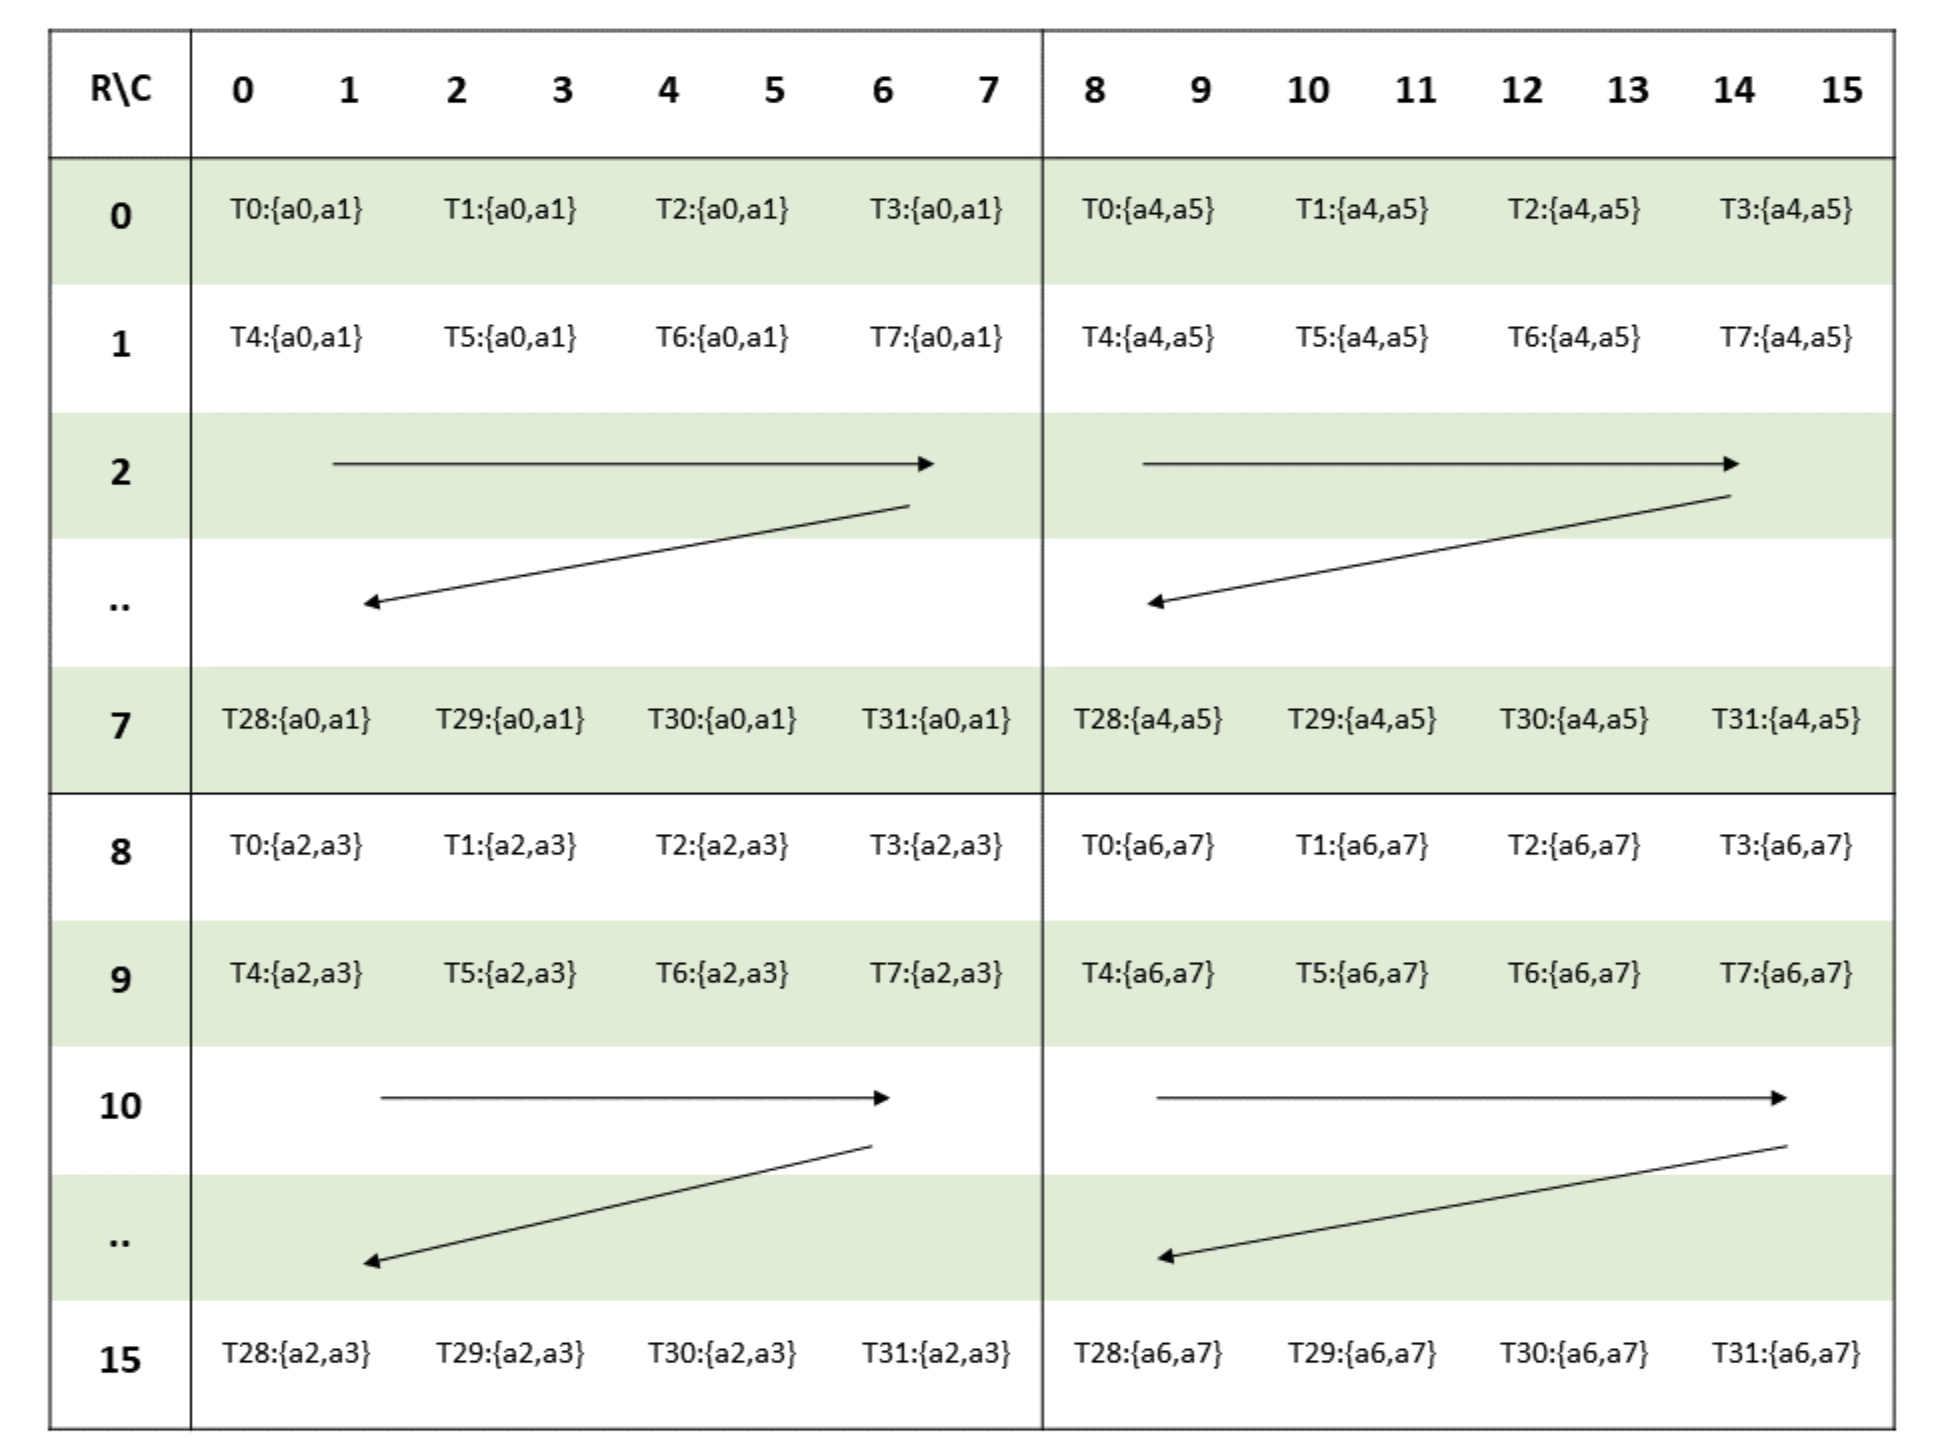 R\C 0 1 2 3 4 5 6 7 8 9 10 11 12 13 14 15
0 T0:{a0,a1} T1:{a0,a1} T2:{a0,a1} T3:{a0,a1} T0:{a4,a5} T1:{a4,a5} T2:{a4,a5} T3:{a4,a5}
1 T4:{a0,a1} T5:{a0,a1} T6:{a0,a1} T7:{a0,a1} T4:{a4,a5} T5:{a4,a5} T6:{a4,a5} T7:{a4,a5}
2
..
7 T28:{a0,a1} T29:{a0,a1} T30:{a0,a1} T31:{a0,a1} T28:{a4,a5} T29:{a4,a5} T30:{a4,a5} T31:{a4,a5}
8 T0:{a2,a3} T1:{a2,a3} T2:{a2,a3} T3:{a2,a3} T0:{a6,a7} T1:{a6,a7} T2:{a6,a7} T3:{a6,a7}
9 T4:{a2,a3} T5:{a2,a3} T6:{a2,a3} T7:{a2,a3} T4:{a6,a7} T5:{a6,a7} T6:{a6,a7} T7:{a6,a7}
10
..
15 T28:{a2,a3} T29:{a2,a3} T30:{a2,a3} T31:{a2,a3} T28:{a6,a7} T29:{a6,a7} T30:{a6,a7} T31:{a6,a7}